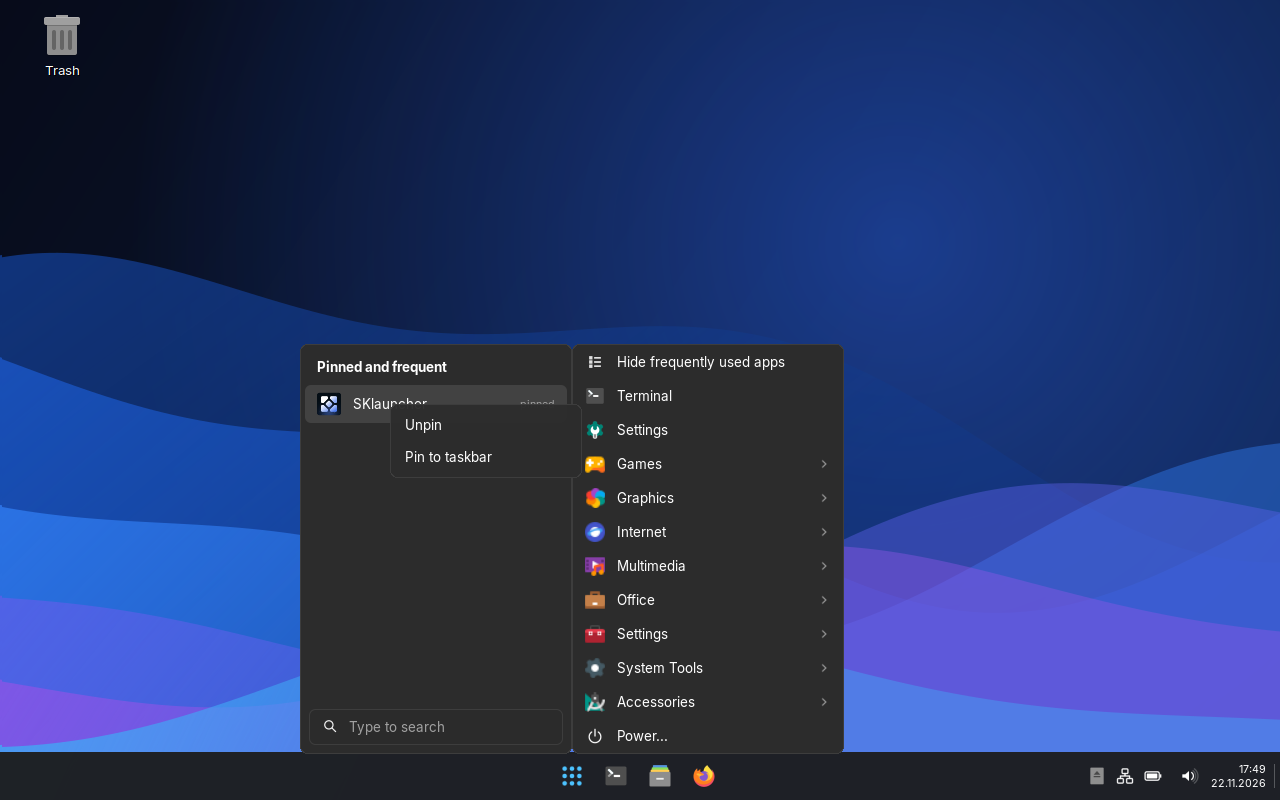 Trash
Pinned and frequent
SKlauncher
pinned
Unpin
Pin to taskbar
Type to search
Hide frequently used apps
Terminal
Settings
Games
Graphics
Internet
Multimedia
Office
Settings
System Tools
Accessories
Power...
17:49
22.11.2026